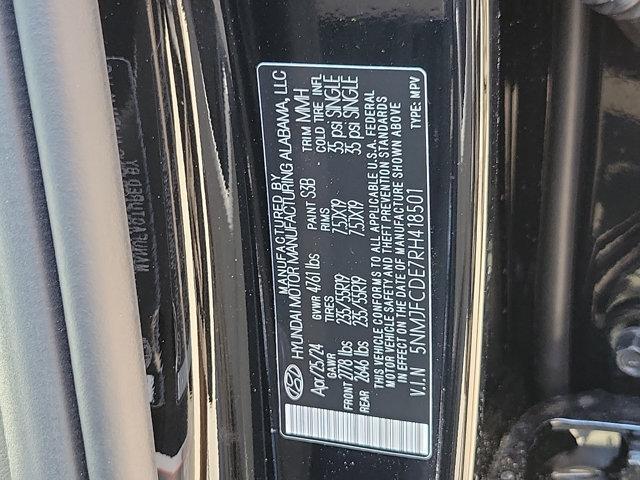 MANUFACTURED BY
HYUNDAI MOTOR MANUFACTURING ALABAMA, LLC
Apr/25/24 GVWR 4761 lbs PAINT S3B TRIM MMH
GAWR TIRES RIMS COLD TIRE INFL
FRONT 2778 lbs 235/55R19 7.5JX19 35 psi SINGLE
REAR 2646 lbs 235/55R19 7.5JX19 35 psi SINGLE
THIS VEHICLE CONFORMS TO ALL APPLICABLE U.S.A. FEDERAL
MOTOR VEHICLE SAFETY AND THEFT PREVENTION STANDARDS
IN EFFECT ON THE DATE OF MANUFACTURE SHOWN ABOVE
V.I.N 5NMJFCDE7RH418501 TYPE: MPV